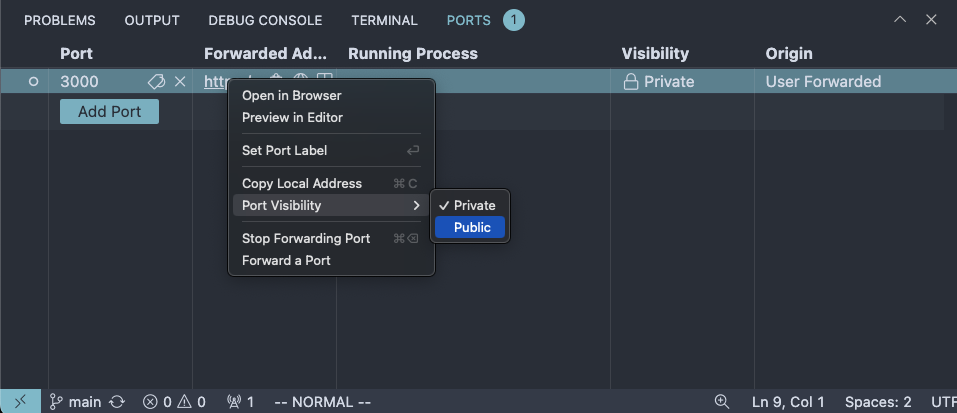 PROBLEMS OUTPUT DEBUG CONSOLE TERMINAL PORTS 1
Port Forwarded Ad... Running Process Visibility Origin
3000 Private User Forwarded
Add Port
Open in Browser
Preview in Editor
Set Port Label
Copy Local Address ⌘ C
Port Visibility
✓ Private
Public
Stop Forwarding Port ⌘⌫
Forward a Port
main 0 0 1 -- NORMAL -- Ln 9, Col 1 Spaces: 2 UTF